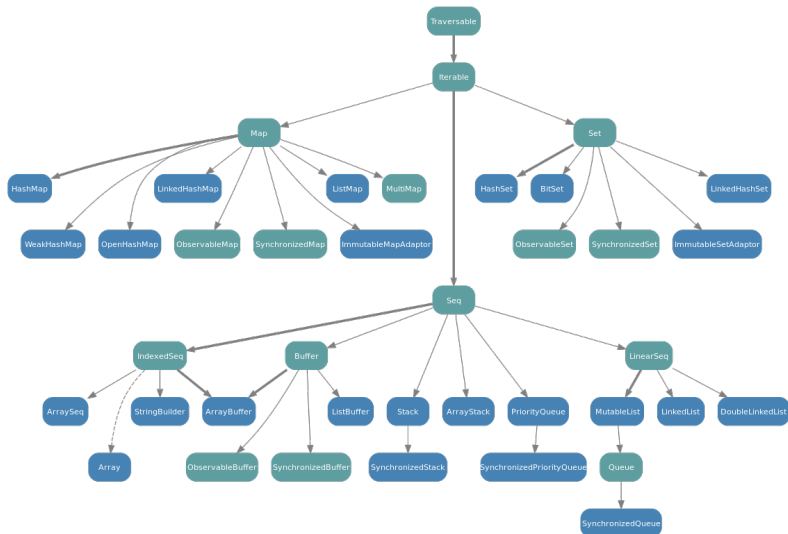 Traversable
Iterable
Map
Set
HashMap
LinkedHashMap
ListMap
MultiMap
HashSet
BitSet
LinkedHashSet
WeakHashMap
OpenHashMap
ObservableMap
SynchronizedMap
ImmutableMapAdaptor
ObservableSet
SynchronizedSet
ImmutableSetAdaptor
Seq
IndexedSeq
Buffer
LinearSeq
ArraySeq
StringBuilder
ArrayBuffer
ListBuffer
Stack
ArrayStack
PriorityQueue
MutableList
LinkedList
DoubleLinkedList
Array
ObservableBuffer
SynchronizedBuffer
SynchronizedStack
SynchronizedPriorityQueue
Queue
SynchronizedQueue